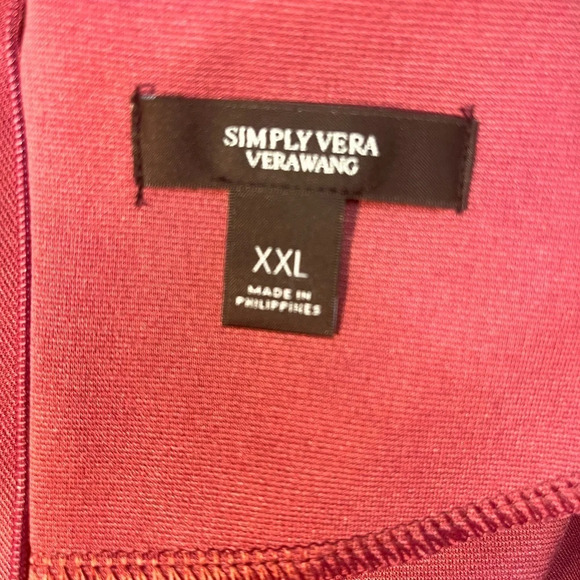 SIMPLY VERA
VERAWANG
XXL
MADE IN
PHILIPPINES